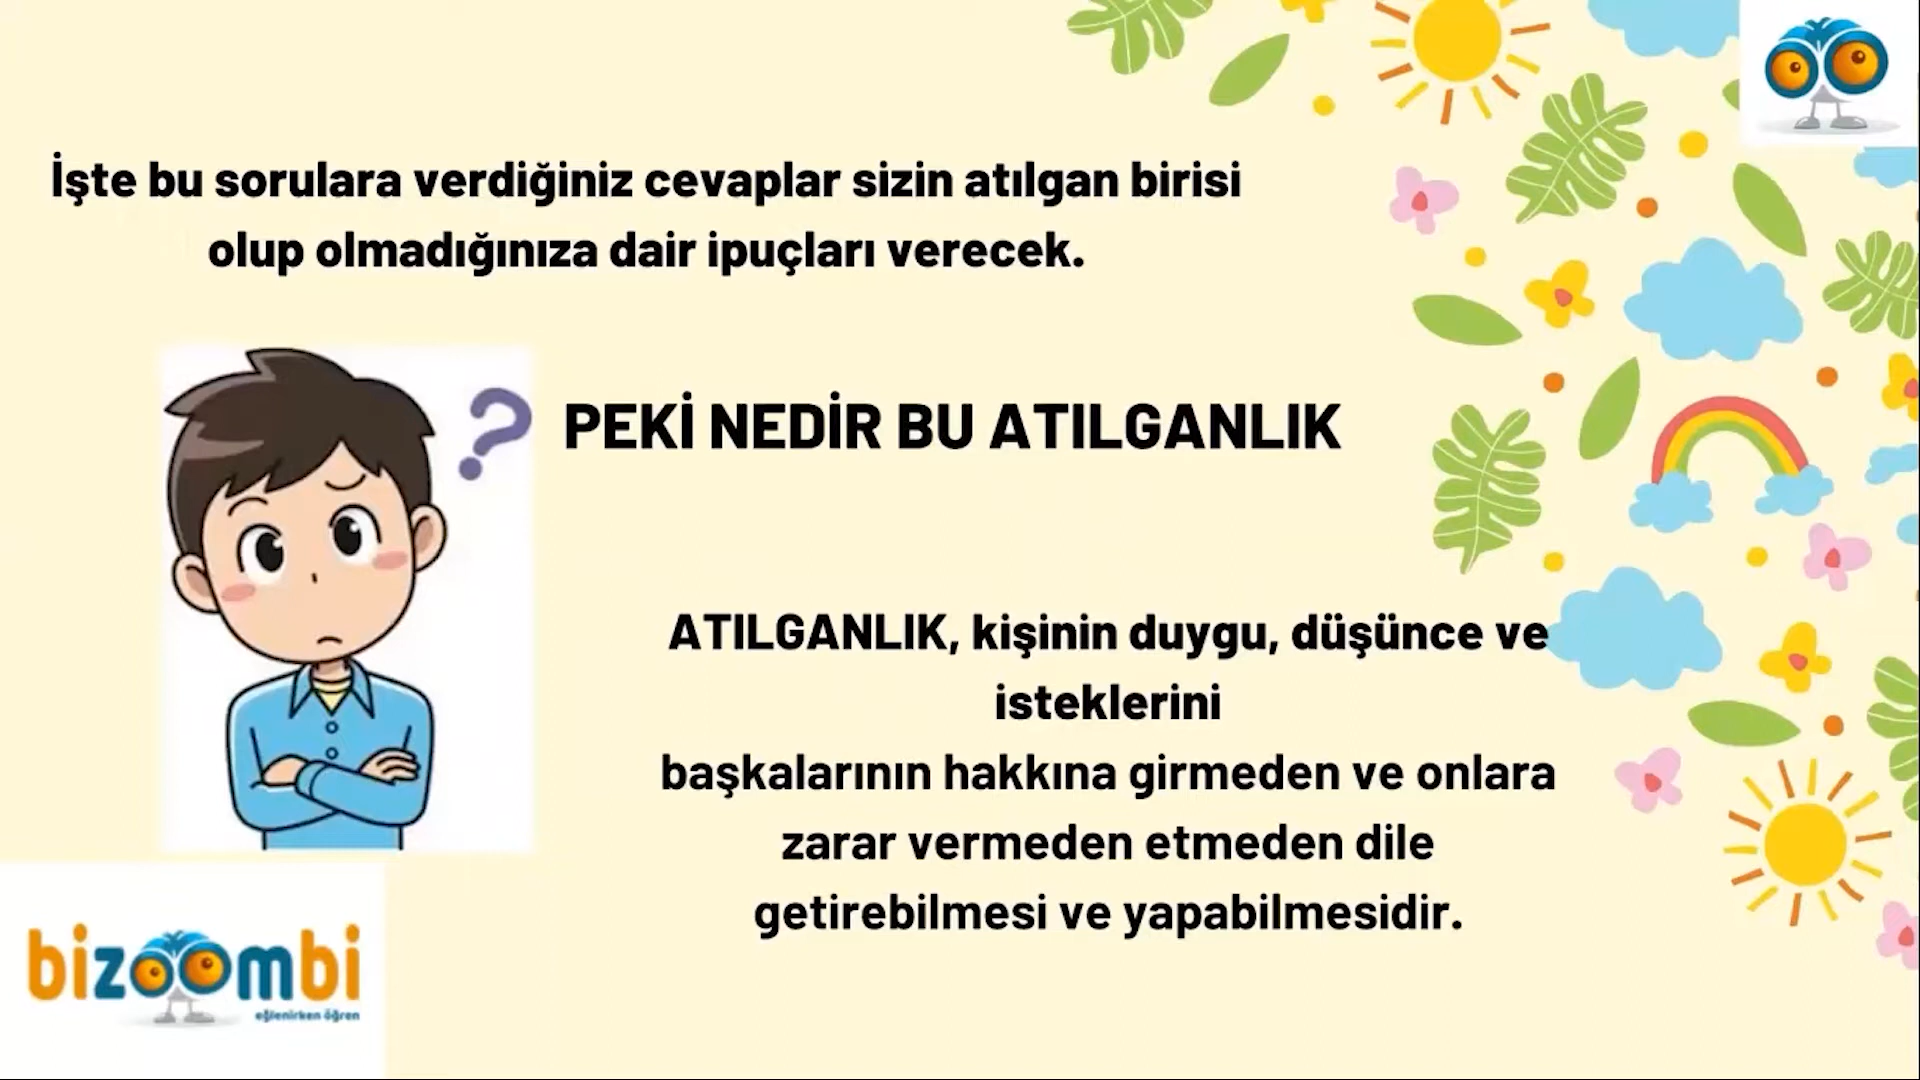 İşte bu sorulara verdiğiniz cevaplar sizin atılgan birisi
olup olmadığınıza dair ipuçları verecek.
?
PEKİ NEDİR BU ATILGANLIK
ATILGANLIK, kişinin duygu, düşünce ve
isteklerini
başkalarının hakkına girmeden ve onlara
zarar vermeden etmeden dile
getirebilmesi ve yapabilmesidir.
bizoombi
eğlenirken öğren